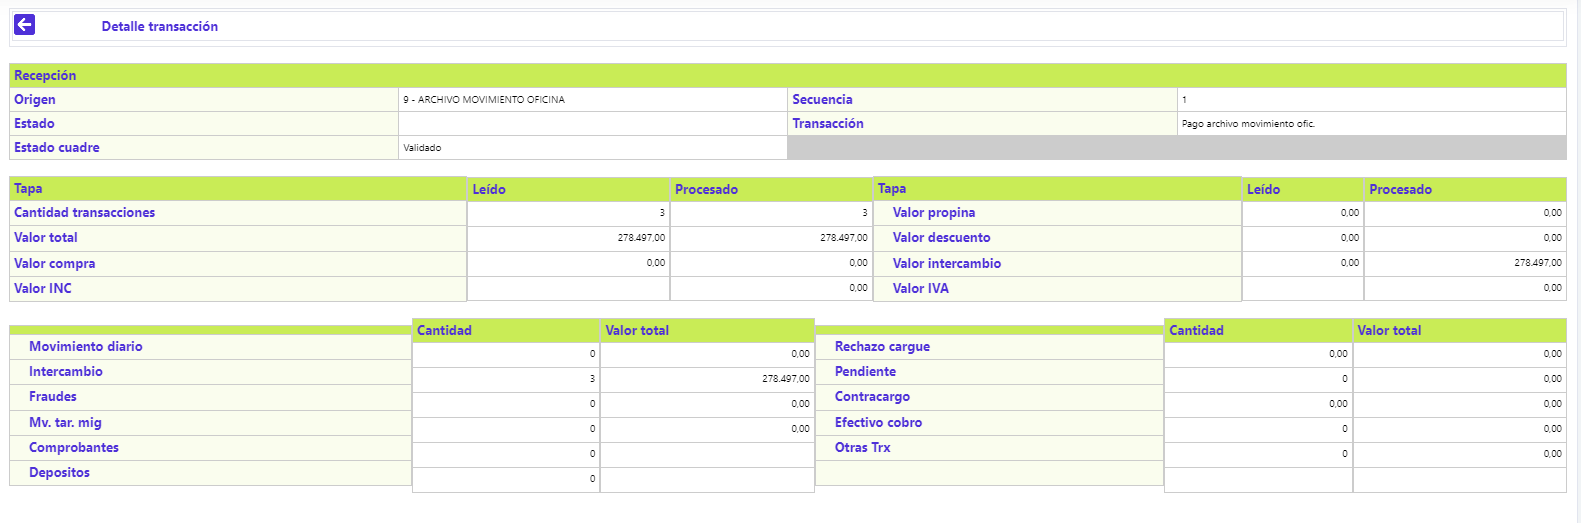 Detalle transacción
Recepción
Origen 9 - ARCHIVO MOVIMIENTO OFICINA Secuencia 1
Estado Transacción Pago archivo movimiento ofic.
Estado cuadre Validado
Tapa Leído Procesado Tapa Leído Procesado
Cantidad transacciones 3 3 Valor propina 0,00 0,00
Valor total 278.497,00 278.497,00 Valor descuento 0,00 0,00
Valor compra 0,00 0,00 Valor intercambio 0,00 278.497,00
Valor INC 0,00 Valor IVA 0,00
Cantidad Valor total Cantidad Valor total
Movimiento diario 0 0,00 Rechazo cargue 0,00 0,00
Intercambio 3 278.497,00 Pendiente 0 0,00
Fraudes 0 0,00 Contracargo 0,00 0,00
Mv. tar. mig 0 0,00 Efectivo cobro 0 0,00
Comprobantes 0 Otras Trx 0 0,00
Depositos 0